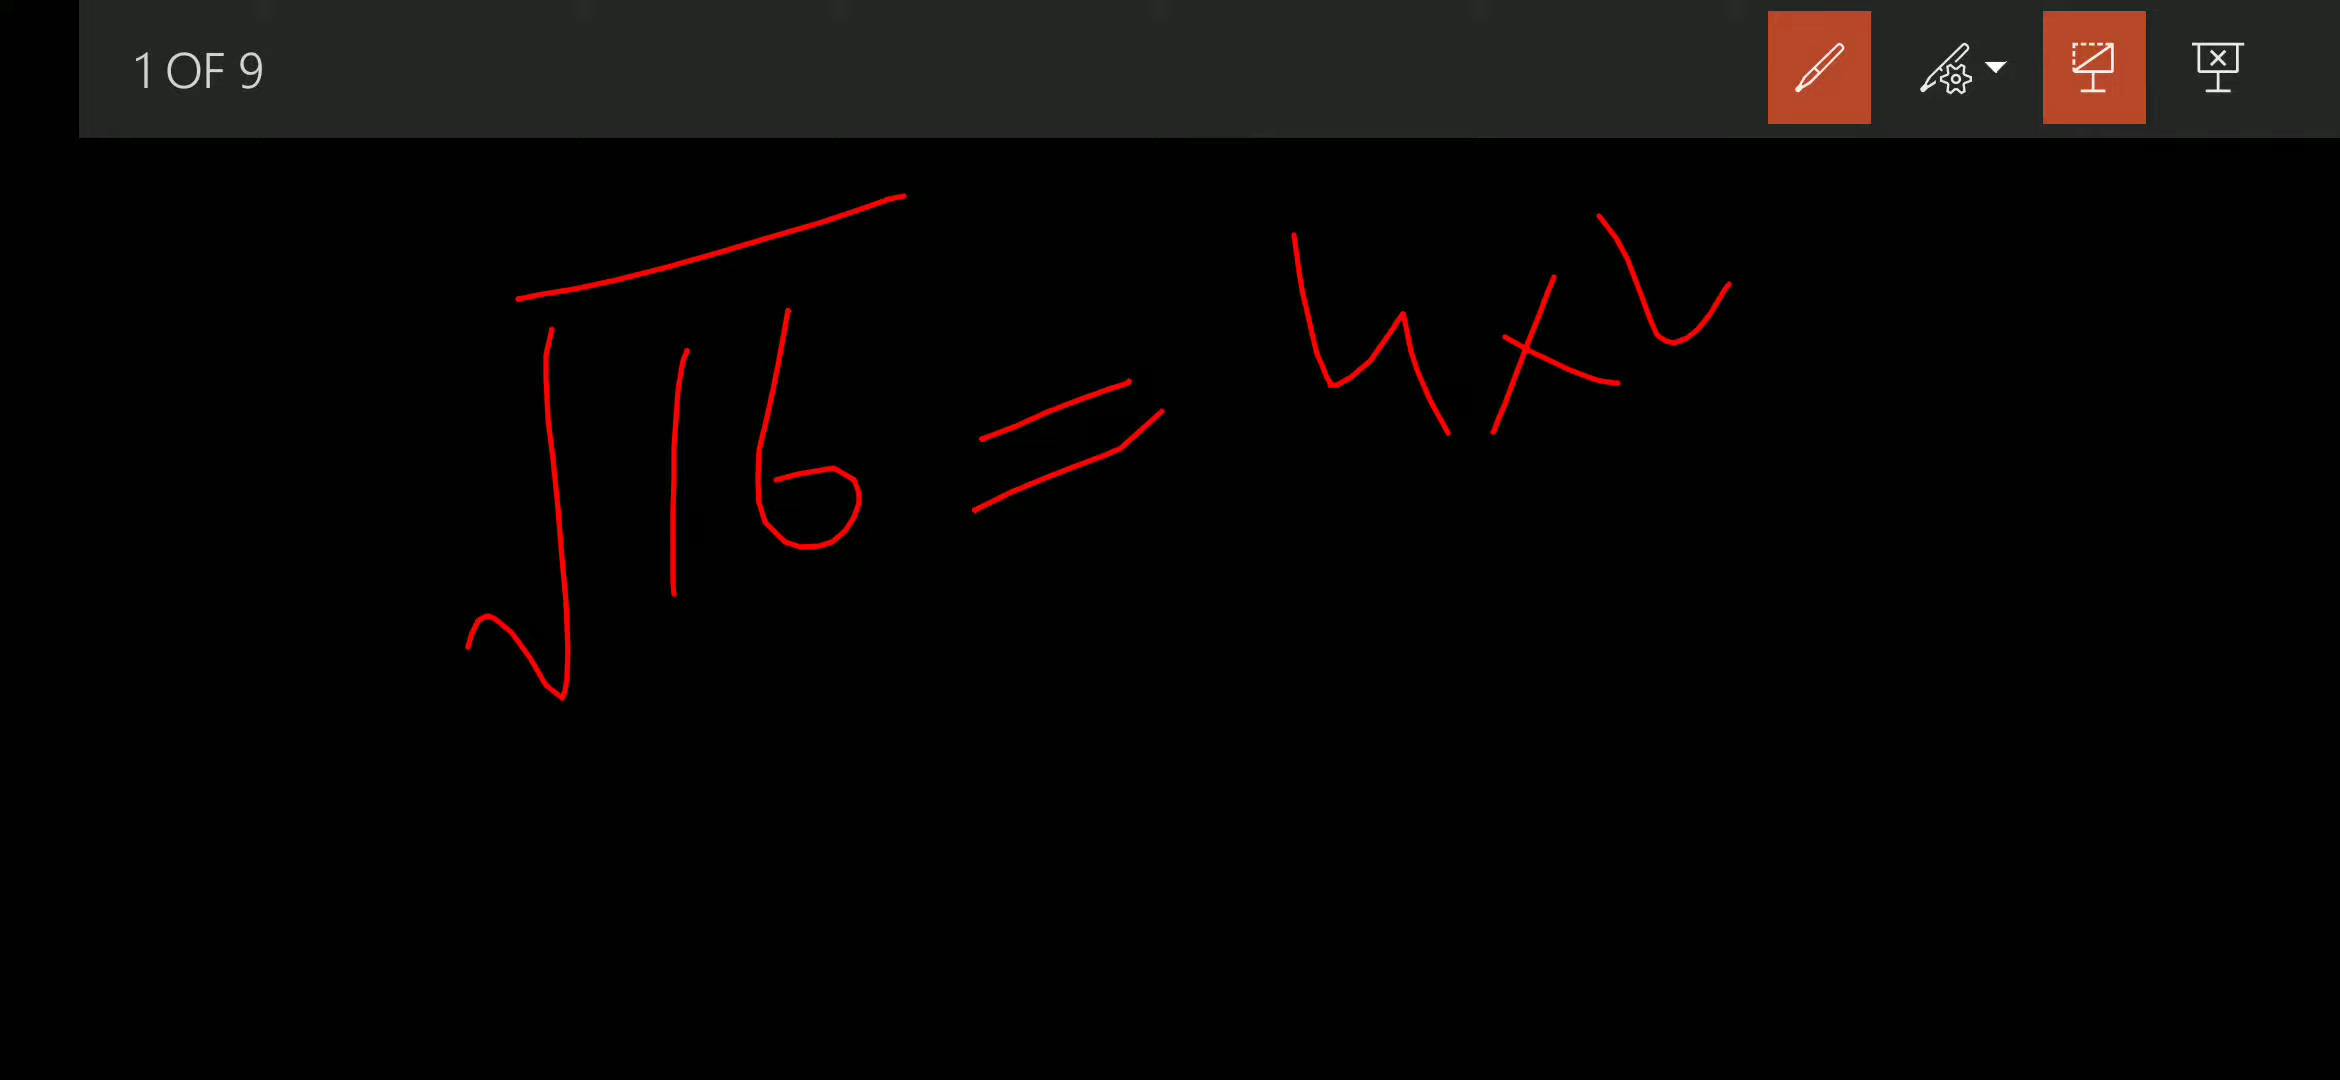 1 OF 9
√16 = 4x